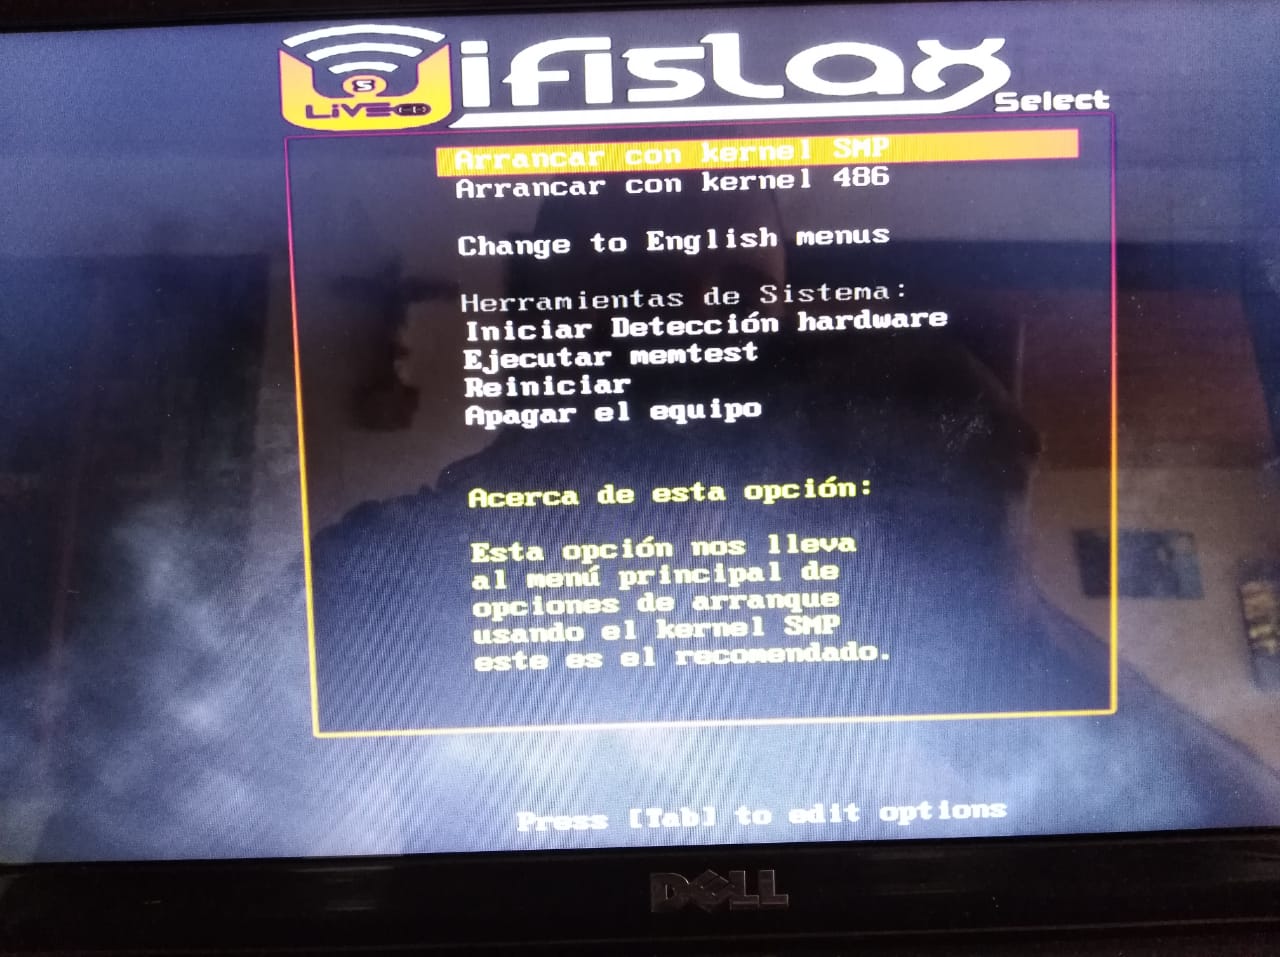 wifislax
LiVE CD
Select
Arrancar con kernel SMP
Arrancar con kernel 486
Change to English menus
Herramientas de Sistema:
Iniciar Detección hardware
Ejecutar memtest
Reiniciar
Apagar el equipo
Acerca de esta opción:
Esta opción nos lleva
al menú principal de
opciones de arranque
usando el kernel SMP
este es el recomendado.
Press [Tab] to edit options
DELL